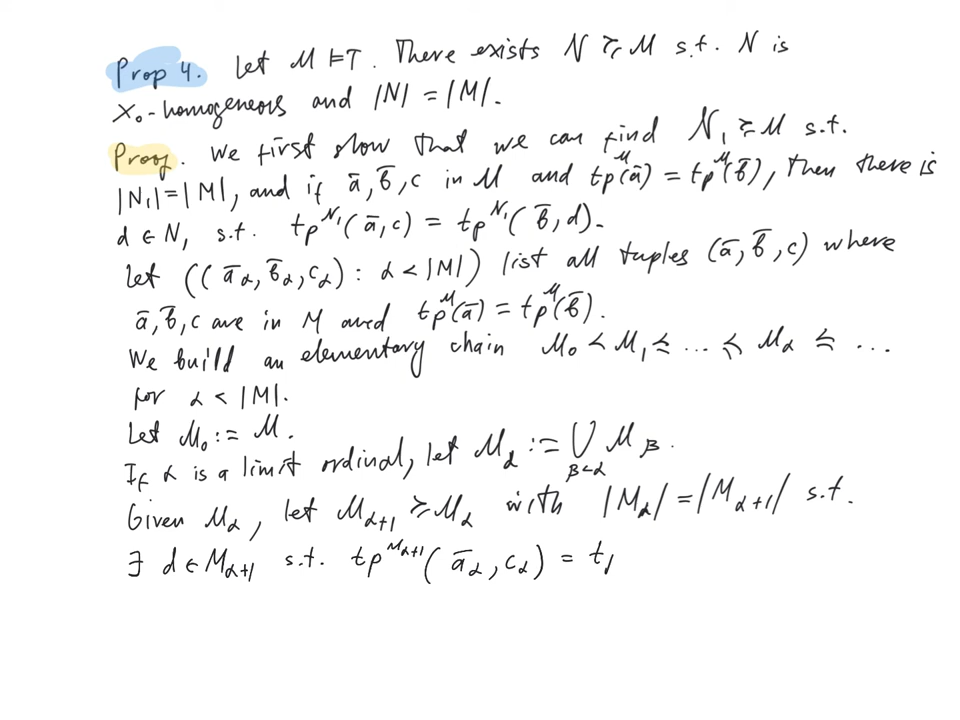 Prop 4. Let M ⊨ T. There exists N ≽ M s.t. N is
ℵ₀-homogeneous and |N| = |M|.
Proof. We first show that we can find N₁ ≽ M s.t.
|N₁| = |M|, and if ā, b̄, c in M and tp^M(ā) = tp^M(b̄), then there is
d ∈ N₁ s.t. tp^N₁(ā, c) = tp^N₁(b̄, d).
Let ((ā_α, b̄_α, c_α) : α < |M|) list all tuples (ā, b̄, c) where
ā, b̄, c are in M and tp^M(ā) = tp^M(b̄).
We build an elementary chain M₀ ≼ M₁ ≼ ... ≼ M_α ≼ ...
for α < |M|.
Let M₀ := M.
If α is a limit ordinal, let M_α := ⋃_{β<α} M_β.
Given M_α, let M_{α+1} ≽ M_α with |M_α| = |M_{α+1}| s.t.
∃ d ∈ M_{α+1} s.t. tp^{M_{α+1}}(ā_α, c_α) = t